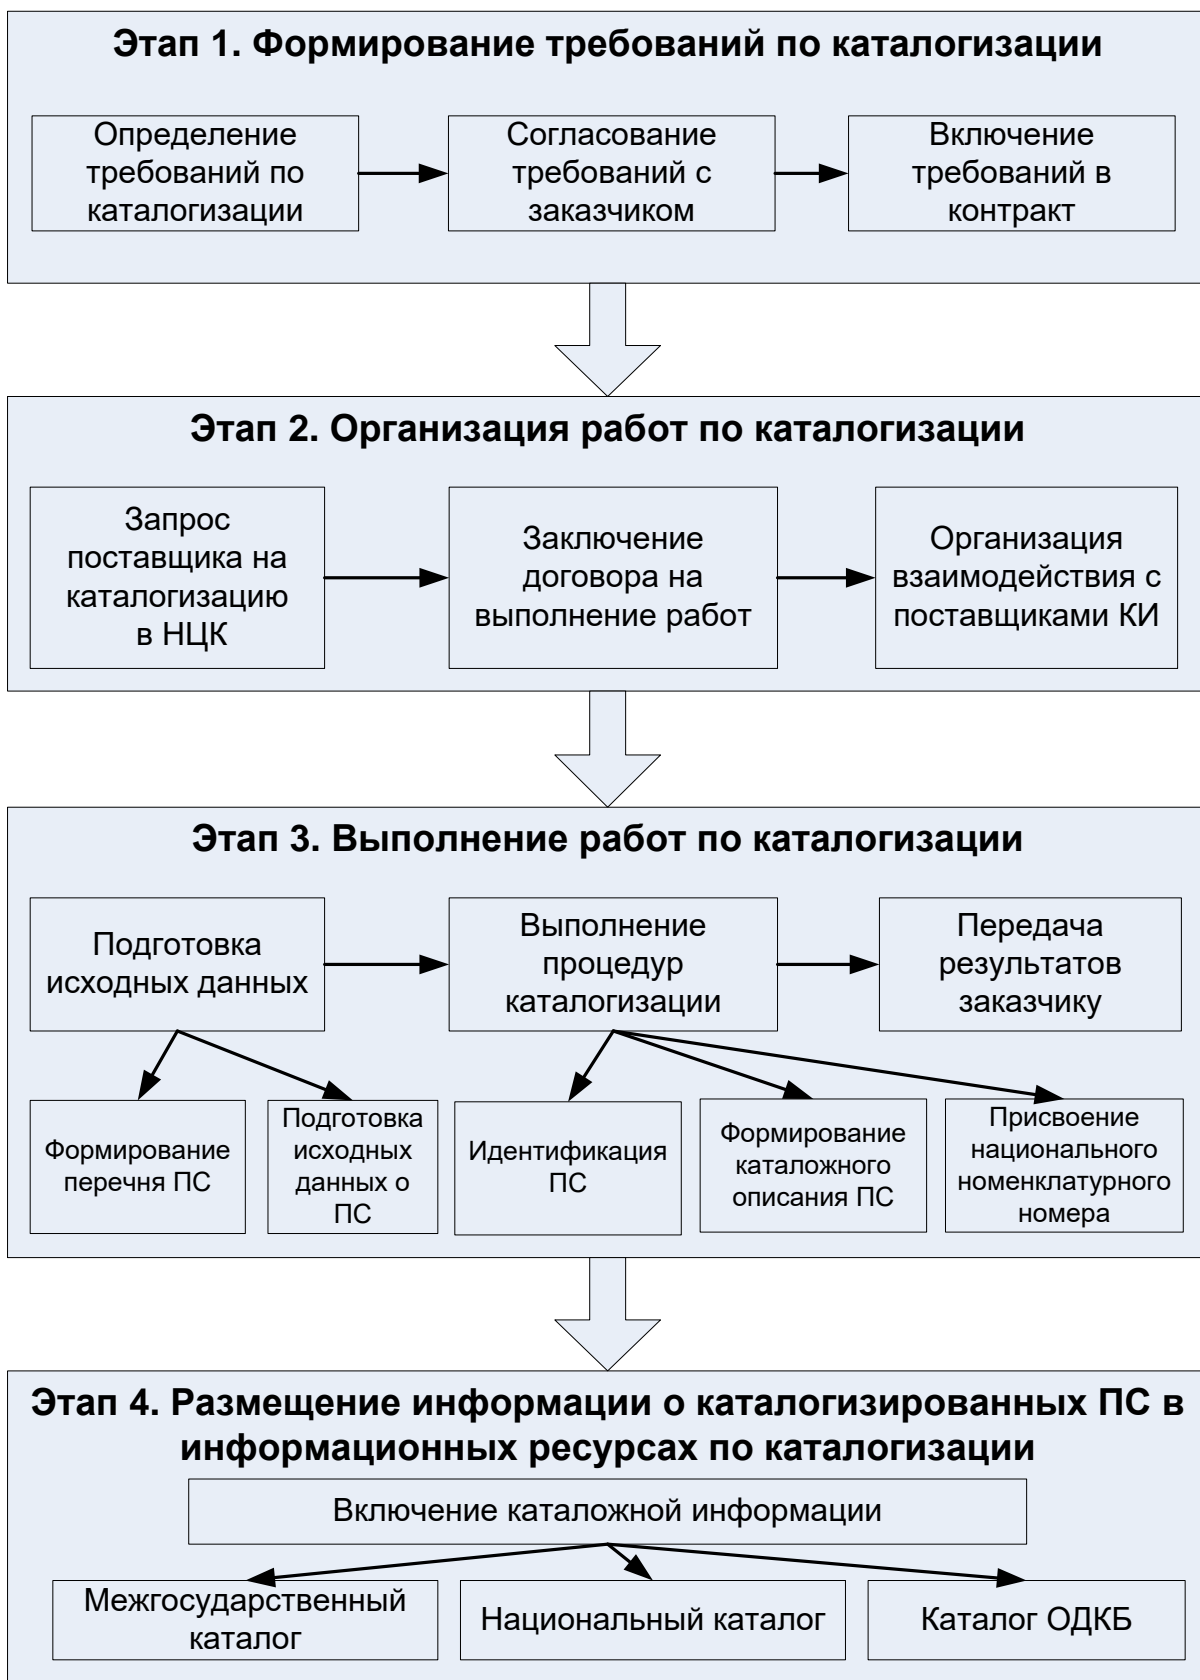 Этап 1. Формирование требований по каталогизации
Определение
требований по
каталогизации
Согласование
требований с
заказчиком
Включение
требований в
контракт
Этап 2. Организация работ по каталогизации
Запрос
поставщика на
каталогизацию
в НЦК
Заключение
договора на
выполнение работ
Организация
взаимодействия с
поставщиками КИ
Этап 3. Выполнение работ по каталогизации
Подготовка
исходных данных
Выполнение
процедур
каталогизации
Передача
результатов
заказчику
Формирование
перечня ПС
Подготовка
исходных
данных о
ПС
Идентификация
ПС
Формирование
каталожного
описания ПС
Присвоение
национального
номенклатурного
номера
Этап 4. Размещение информации о каталогизированных ПС в
информационных ресурсах по каталогизации
Включение каталожной информации
Межгосударственный
каталог
Национальный каталог
Каталог ОДКБ